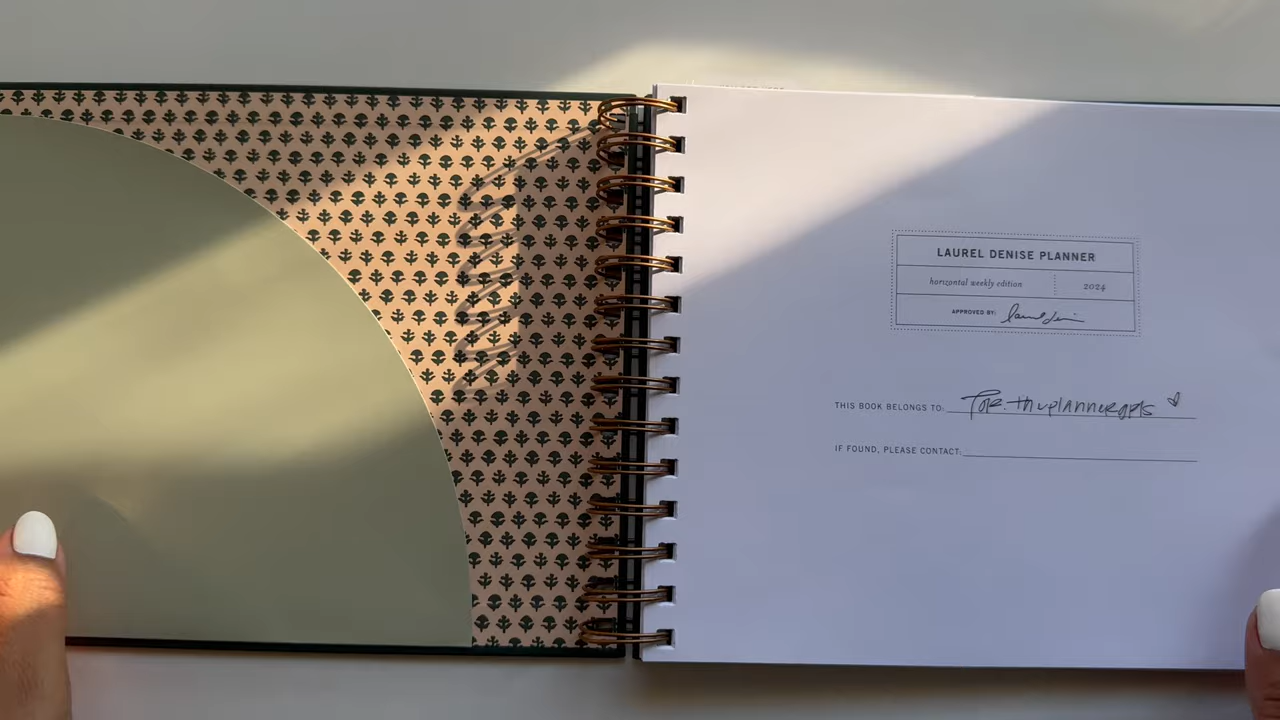 LAUREL DENISE PLANNER
horizontal weekly edition 2024
APPROVED BY:
THIS BOOK BELONGS TO:
IF FOUND, PLEASE CONTACT: